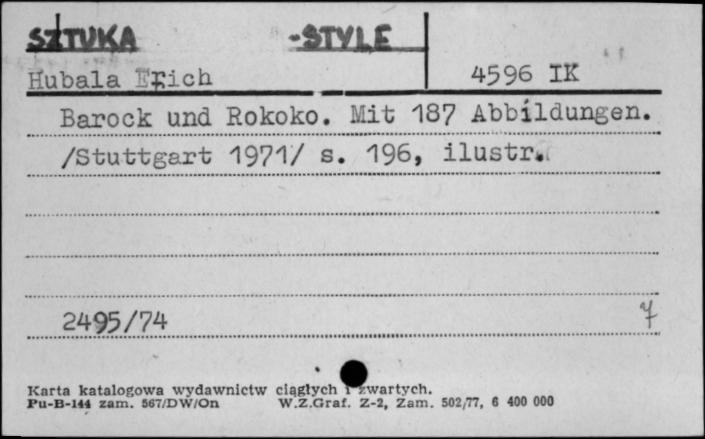 SZTUKA -STYLE
Hubala Erich 4596 IK
Barock und Rokoko. Mit 187 Abbildungen.
/Stuttgart 1971/ s. 196, ilustr.
2495/74 7
Karta katalogowa wydawnictw ciągłych i zwartych.
Pu-B-144 zam. 567/DW/On W.Z.Graf. Z-2, Zam. 502/77, 6 400 000